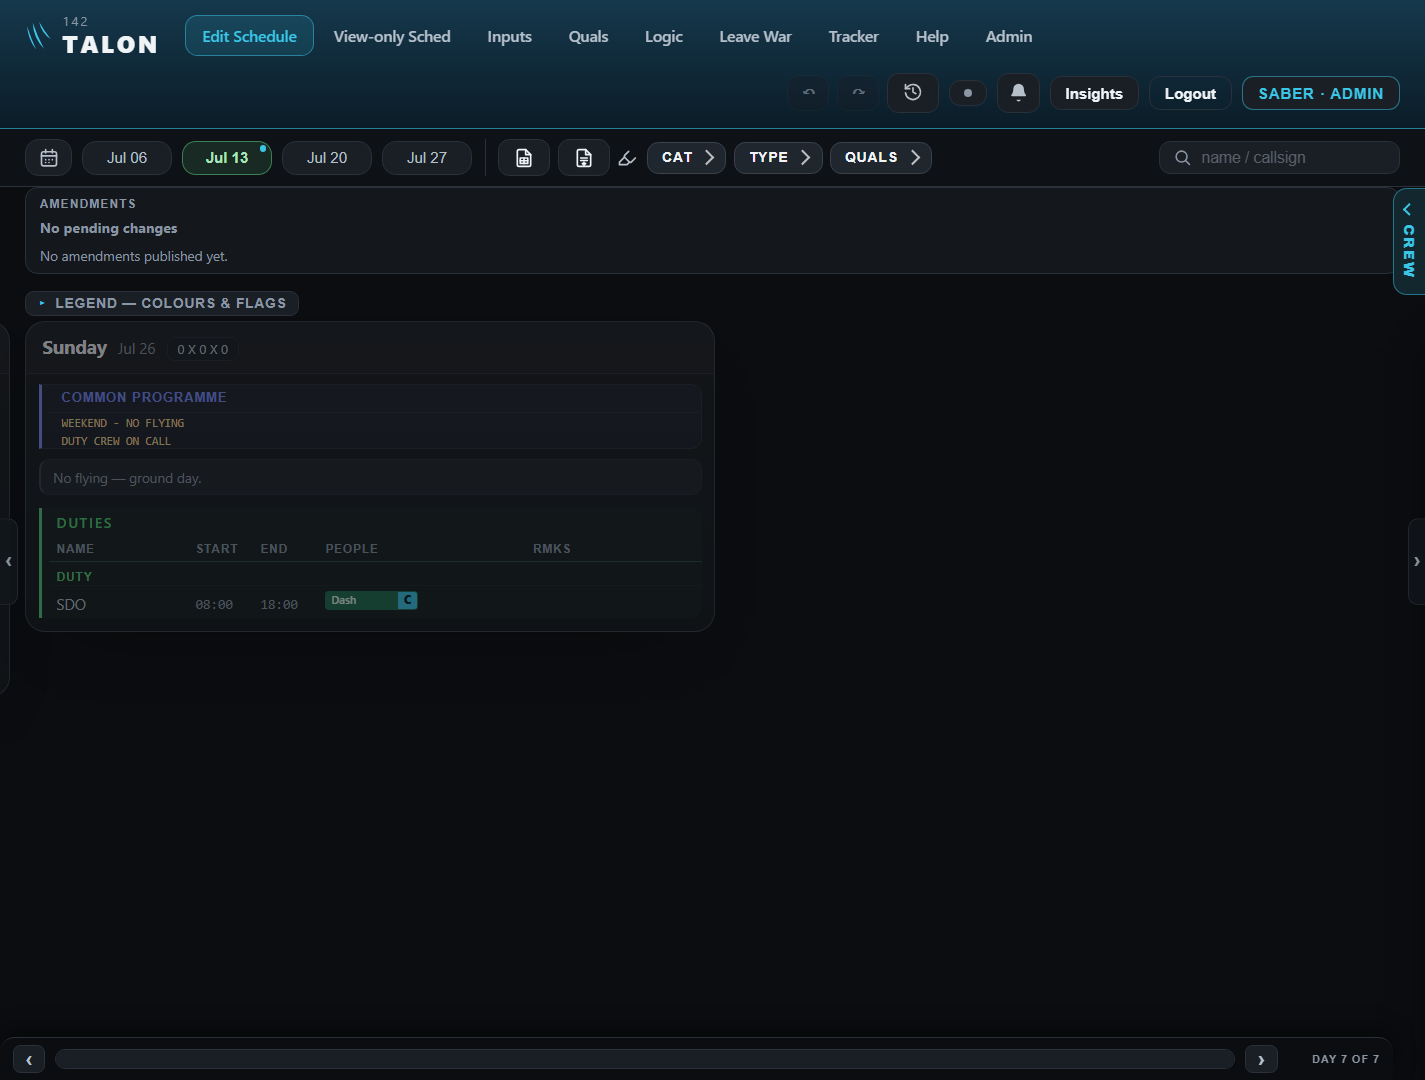 142
TALON
Edit Schedule
View-only Sched
Inputs
Quals
Logic
Leave War
Tracker
Help
Admin
Insights
Logout
SABER · ADMIN
Jul 06
Jul 13
Jul 20
Jul 27
CAT
TYPE
QUALS
name / callsign
AMENDMENTS
No pending changes
No amendments published yet.
CREW
LEGEND — COLOURS & FLAGS
Sunday Jul 26 0 X 0 X 0
COMMON PROGRAMME
WEEKEND - NO FLYING
DUTY CREW ON CALL
No flying — ground day.
DUTIES
NAME START END PEOPLE RMKS
DUTY
SDO 08:00 18:00 Dash C
DAY 7 OF 7